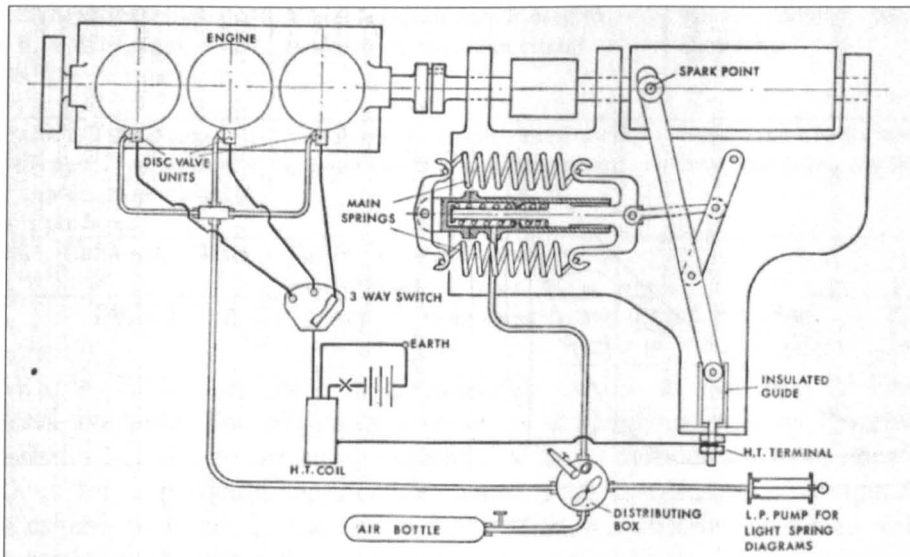 ENGINE
SPARK POINT
DISC VALVE
UNITS
MAIN
SPRINGS
3 WAY SWITCH
EARTH
INSULATED
GUIDE
H.T. COIL
H.T. TERMINAL
DISTRIBUTING
BOX
L.P. PUMP FOR
LIGHT SPRING
DIAGRAMS
AIR BOTTLE